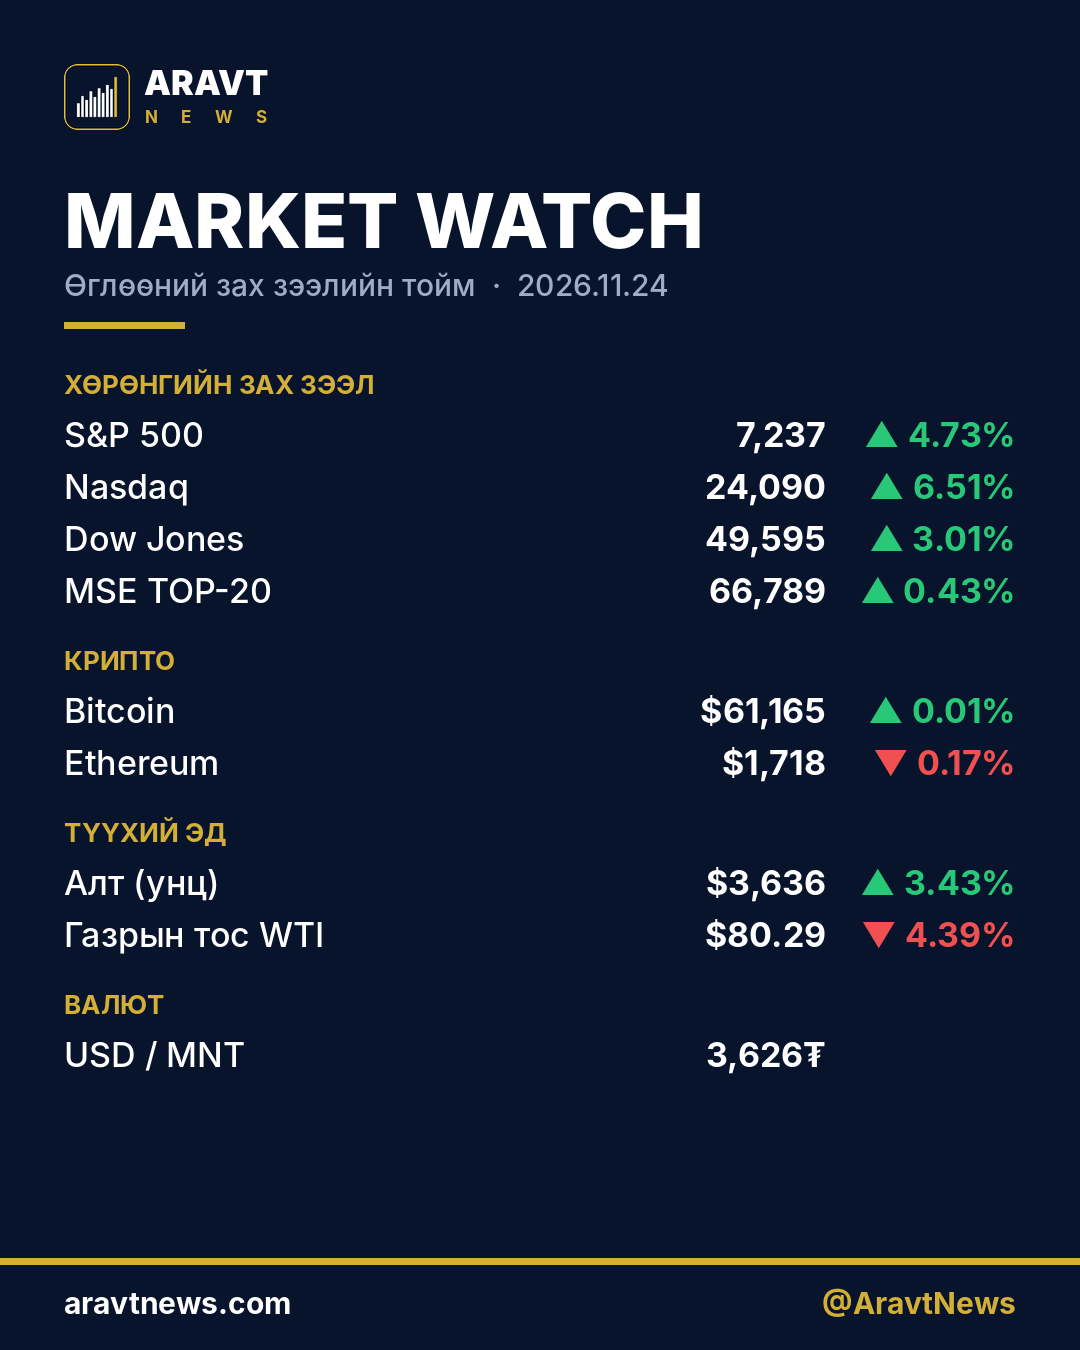 ARAVT
NEWS
MARKET WATCH
Өглөөний зах зээлийн тойм · 2026.11.24
ХӨРӨНГИЙН ЗАХ ЗЭЭЛ
S&P 500 7,237 ▲ 4.73%
Nasdaq 24,090 ▲ 6.51%
Dow Jones 49,595 ▲ 3.01%
MSE TOP-20 66,789 ▲ 0.43%
КРИПТО
Bitcoin $61,165 ▲ 0.01%
Ethereum $1,718 ▼ 0.17%
ТҮҮХИЙ ЭД
Алт (унц) $3,636 ▲ 3.43%
Газрын тос WTI $80.29 ▼ 4.39%
ВАЛЮТ
USD / MNT 3,626₮
aravtnews.com @AravtNews